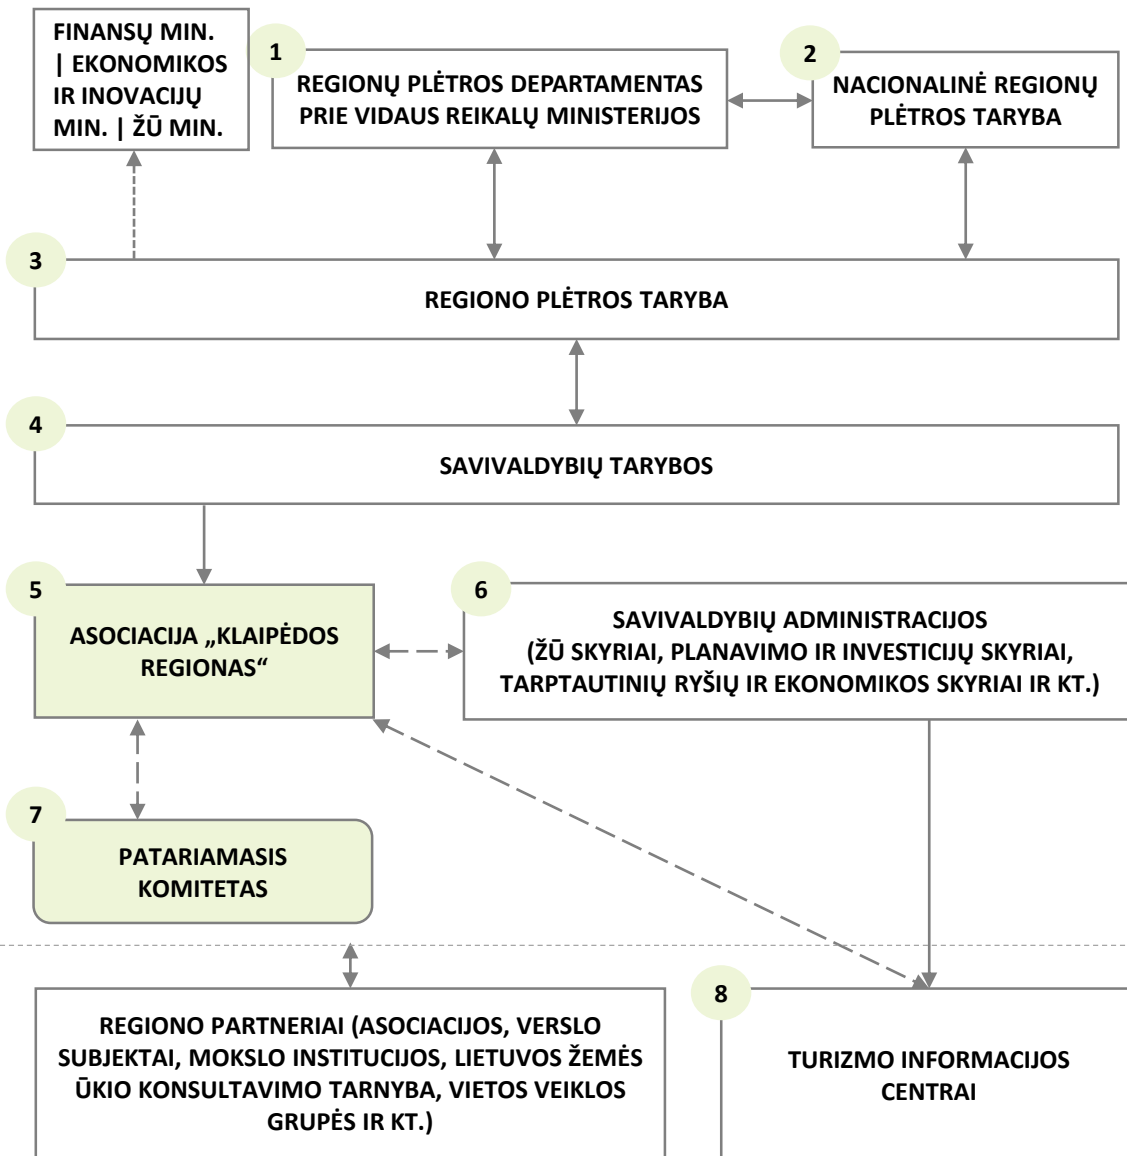 FINANSŲ MIN.
| EKONOMIKOS
IR INOVACIJŲ
MIN. | ŽŪ MIN.
1
REGIONŲ PLĖTROS DEPARTAMENTAS
PRIE VIDAUS REIKALŲ MINISTERIJOS
2
NACIONALINĖ REGIONŲ
PLĖTROS TARYBA
3
REGIONO PLĖTROS TARYBA
4
SAVIVALDYBIŲ TARYBOS
5
ASOCIACIJA „KLAIPĖDOS
REGIONAS“
6
SAVIVALDYBIŲ ADMINISTRACIJOS
(ŽŪ SKYRIAI, PLANAVIMO IR INVESTICIJŲ SKYRIAI,
TARPTAUTINIŲ RYŠIŲ IR EKONOMIKOS SKYRIAI IR KT.)
7
PATARIAMASIS
KOMITETAS
REGIONO PARTNERIAI (ASOCIACIJOS, VERSLO
SUBJEKTAI, MOKSLO INSTITUCIJOS, LIETUVOS ŽEMĖS
ŪKIO KONSULTAVIMO TARNYBA, VIETOS VEIKLOS
GRUPĖS IR KT.)
8
TURIZMO INFORMACIJOS
CENTRAI